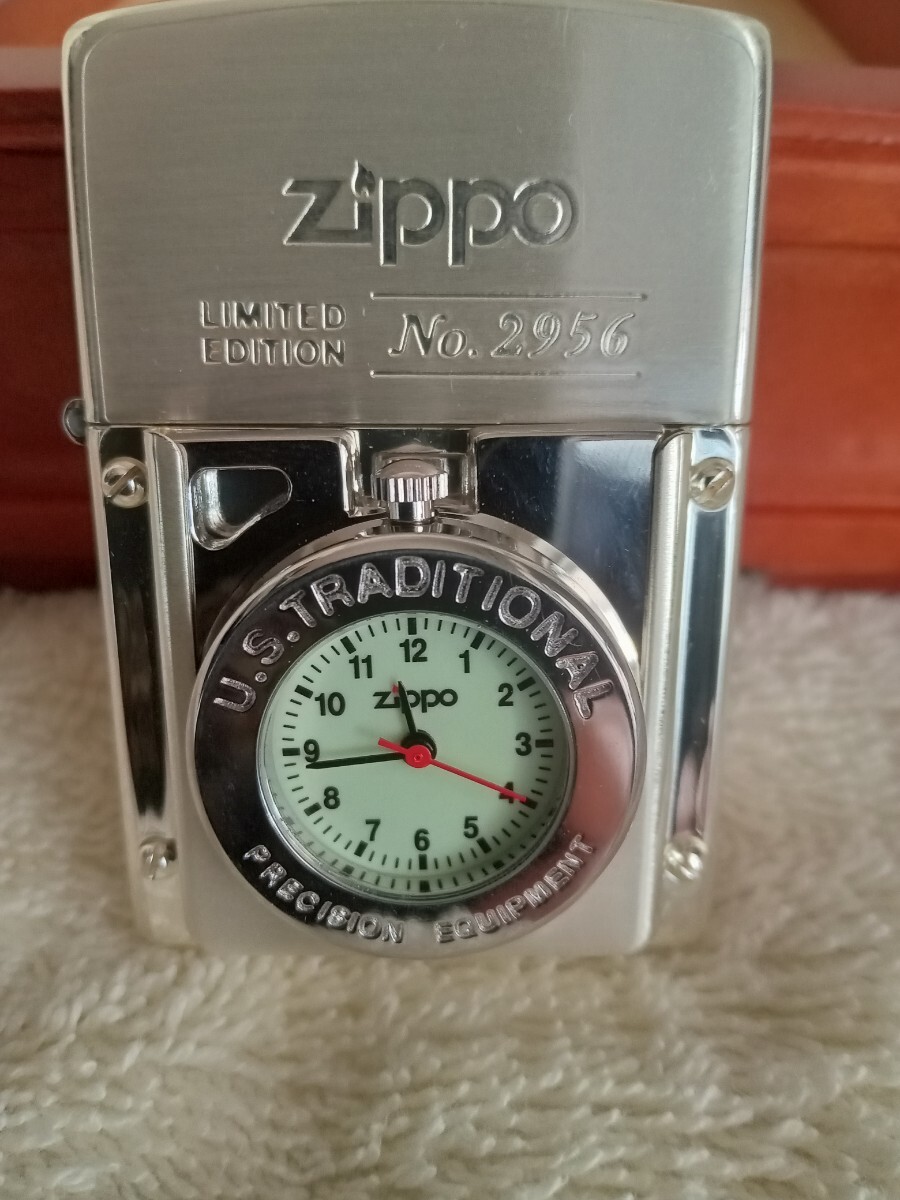 zippo
LIMITED
EDITION
No. 2956
U.S. TRADITIONAL
12
1
2
3
4
5
6
7
8
9
10
11
zippo
PRECISION EQUIPMENT